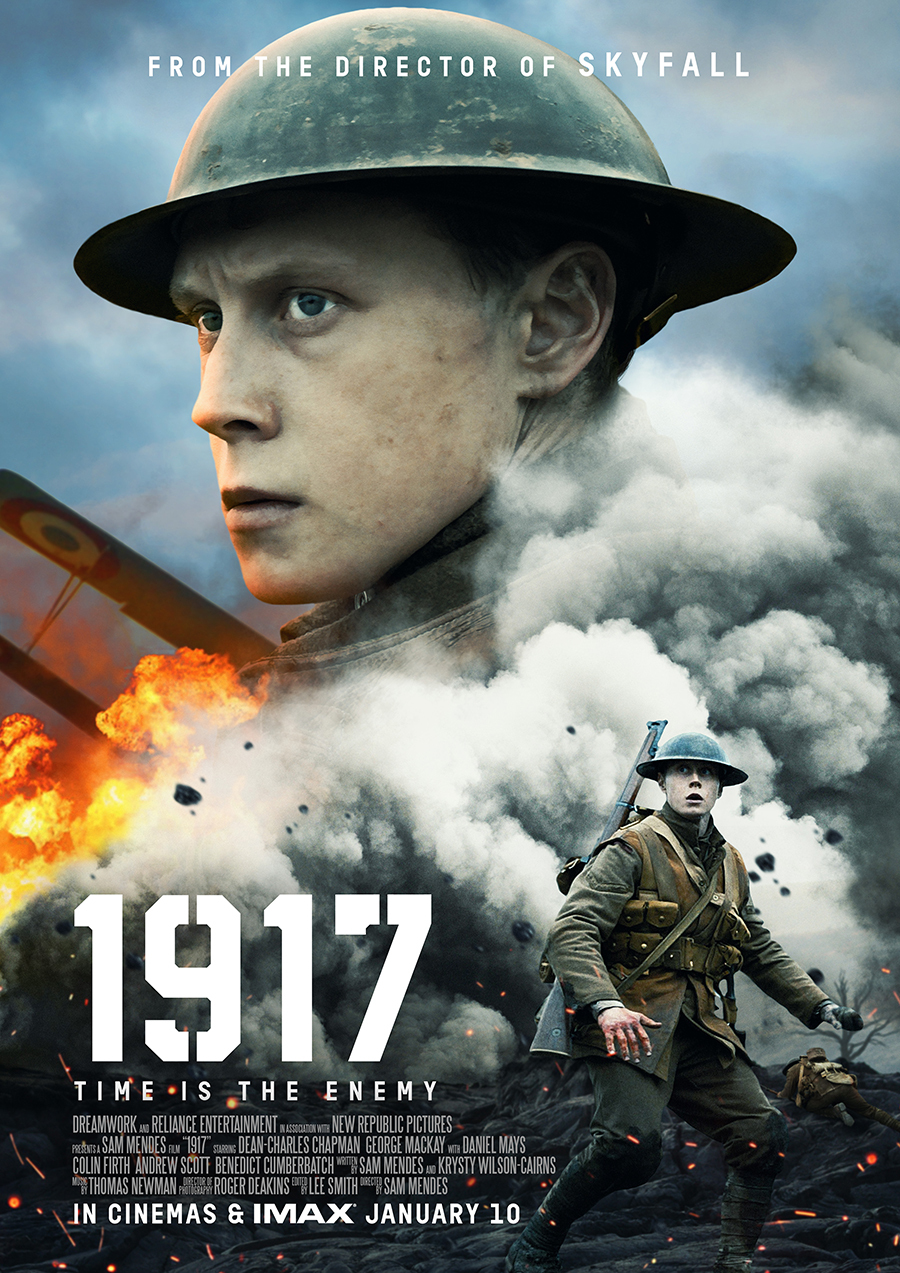 FROM THE DIRECTOR OF SKYFALL
1917
TIME IS THE ENEMY
DREAMWORK AND RELIANCE ENTERTAINMENT IN ASSOCIATION WITH NEW REPUBLIC PICTURES
PRESENTS A SAM MENDES FILM "1917" STARRING DEAN-CHARLES CHAPMAN GEORGE MACKAY WITH DANIEL MAYS
COLIN FIRTH ANDREW SCOTT BENEDICT CUMBERBATCH WRITTEN BY SAM MENDES AND KRYSTY WILSON-CAIRNS
MUSIC BY THOMAS NEWMAN DIRECTOR OF PHOTOGRAPHY ROGER DEAKINS EDITED BY LEE SMITH DIRECTED BY SAM MENDES
IN CINEMAS & IMAX JANUARY 10